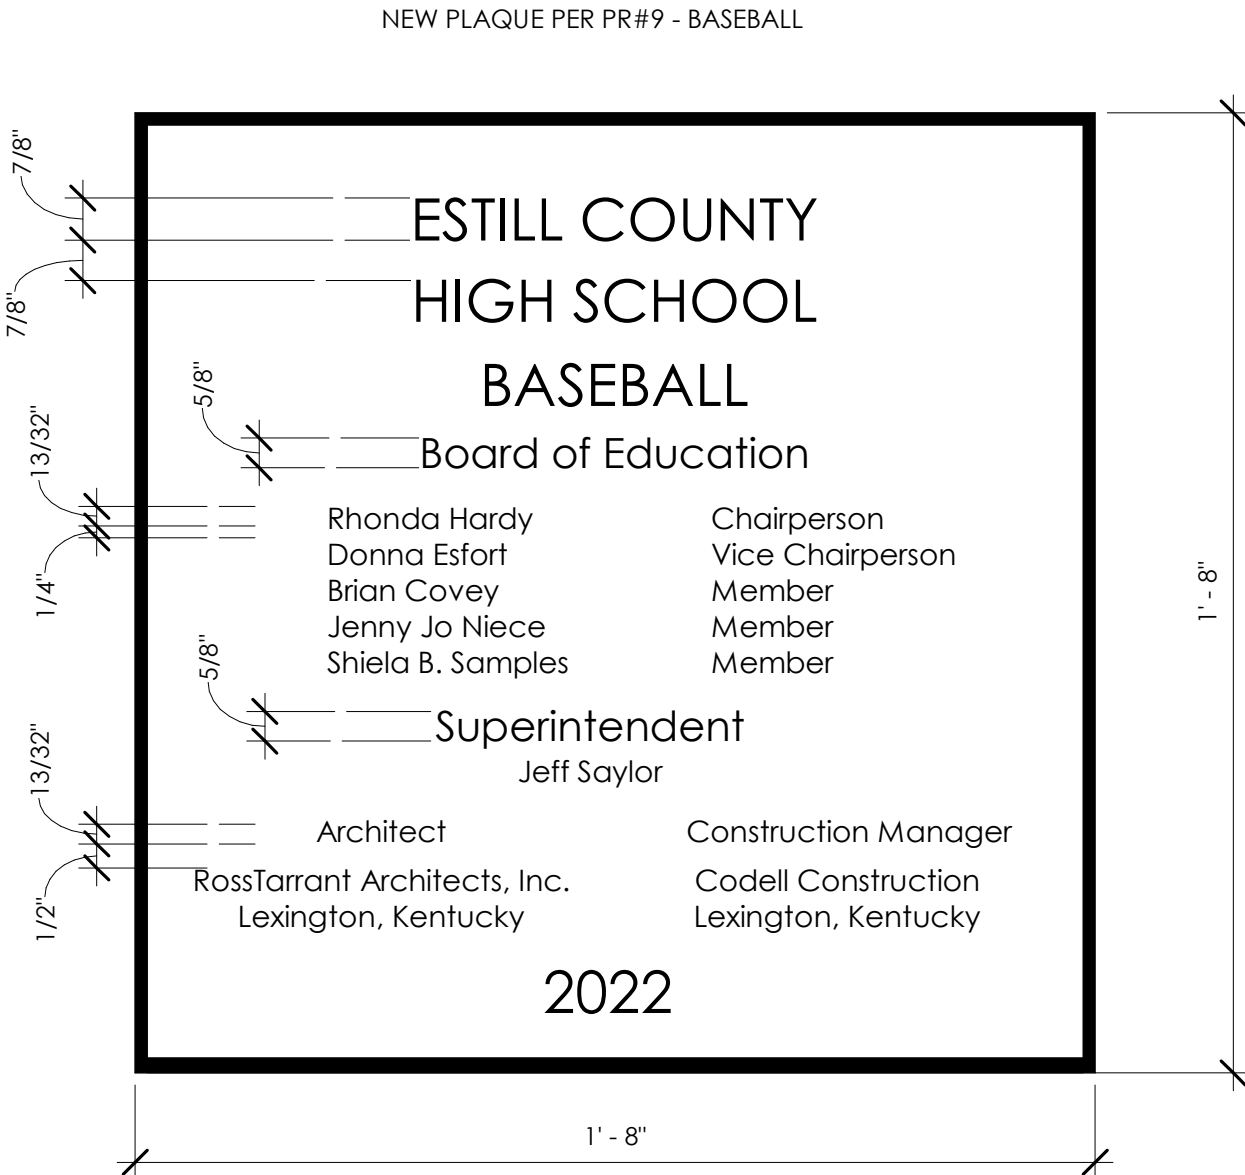 NEW PLAQUE PER PR#9 - BASEBALL
7/8"
7/8"
ESTILL COUNTY
HIGH SCHOOL
BASEBALL
5/8"
Board of Education
13/32"
1/4"
Rhonda Hardy Chairperson
Donna Esfort Vice Chairperson
Brian Covey Member
Jenny Jo Niece Member
Shiela B. Samples Member
1' - 8"
5/8"
Superintendent
Jeff Saylor
13/32"
1/2"
Architect Construction Manager
RossTarrant Architects, Inc. Codell Construction
Lexington, Kentucky Lexington, Kentucky
2022
1' - 8"